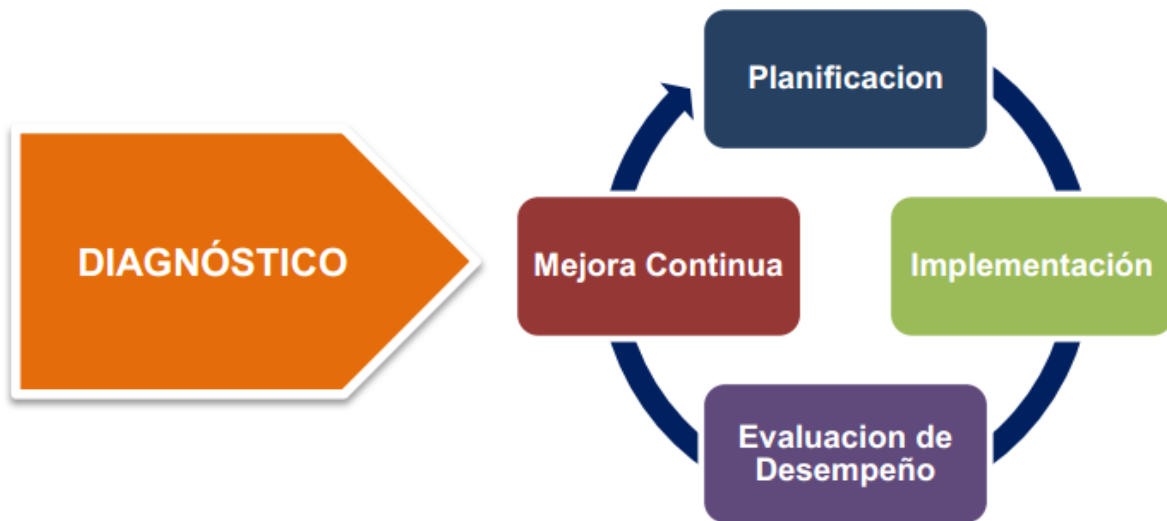 DIAGNÓSTICO
Planificacion
Mejora Continua
Implementación
Evaluacion de
Desempeño